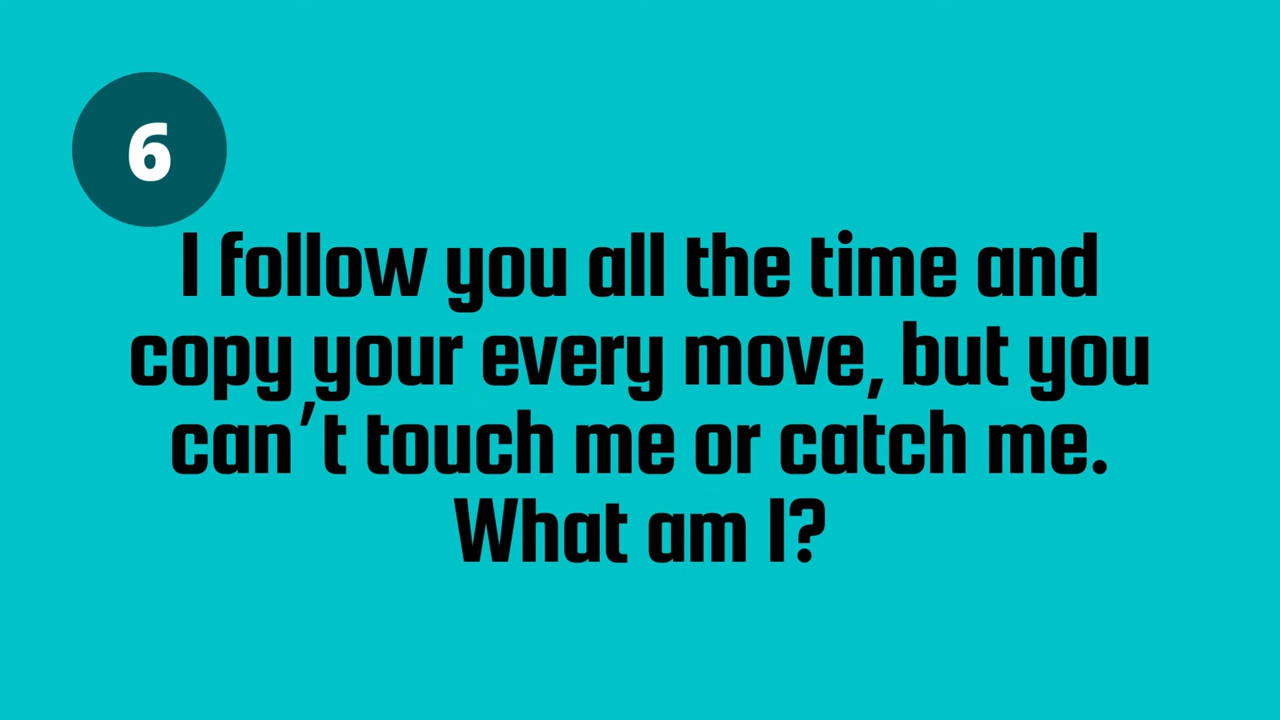 6
I follow you all the time and
copy your every move, but you
can't touch me or catch me.
What am I?